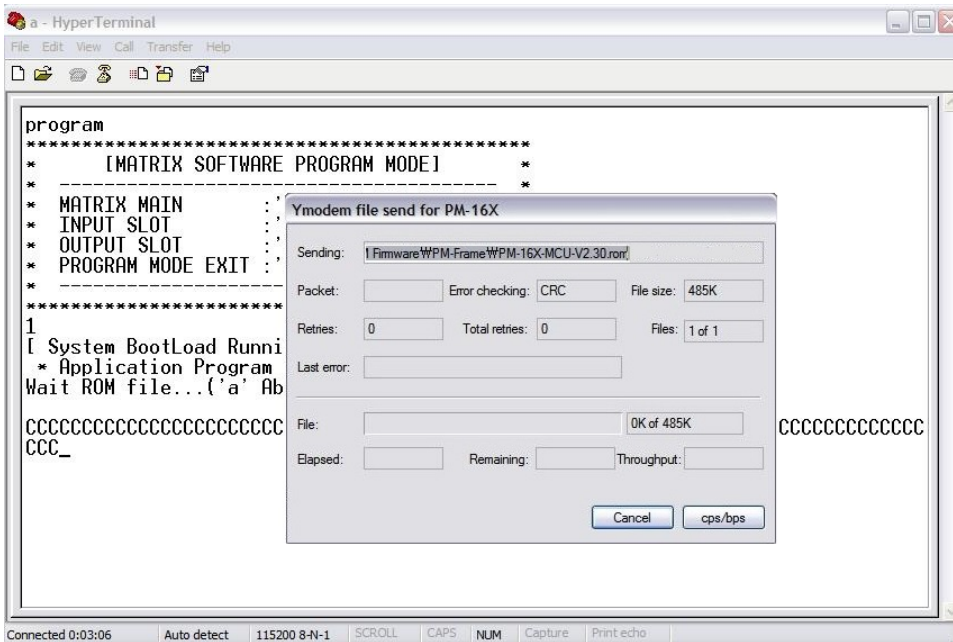 a - HyperTerminal
File Edit View Call Transfer Help
program
*********************************************
* [MATRIX SOFTWARE PROGRAM MODE] *
* --------------------------------------- *
* MATRIX MAIN :'
* INPUT SLOT :'
* OUTPUT SLOT :'
* PROGRAM MODE EXIT :'
* --------------------
***********************
1
[ System BootLoad Runni
* Application Program
Wait ROM file...('a' Ab
CCCCCCCCCCCCCCCCCCCCCCC CCCCCCCCCCCCC
CCC_
Ymodem file send for PM-16X
Sending: Firmware₩PM-Frame₩PM-16X-MCU-V2.30.rom
Packet: Error checking: CRC File size: 485K
Retries: 0 Total retries: 0 Files: 1 of 1
Last error:
File: 0K of 485K
Elapsed: Remaining: Throughput:
Cancel cps/bps
Connected 0:03:06 Auto detect 115200 8-N-1 SCROLL CAPS NUM Capture Print echo